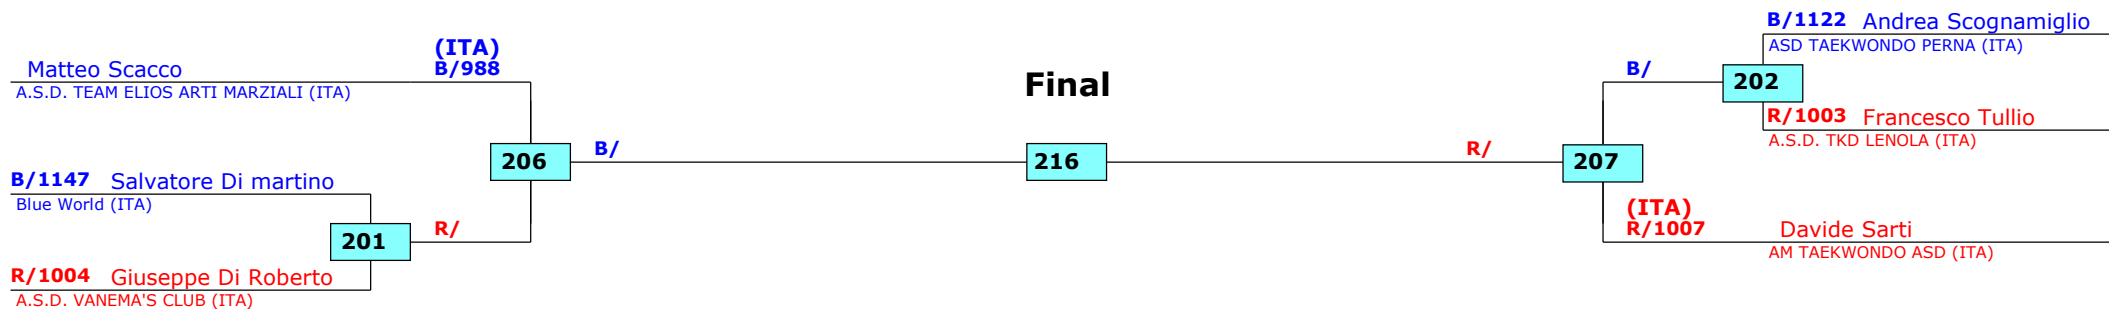 (ITA)
B/988
Matteo Scacco
A.S.D. TEAM ELIOS ARTI MARZIALI (ITA)
206
B/
B/1147 Salvatore Di martino
Blue World (ITA)
201
R/
R/1004 Giuseppe Di Roberto
A.S.D. VANEMA'S CLUB (ITA)
Final
216
B/1122 Andrea Scognamiglio
ASD TAEKWONDO PERNA (ITA)
B/
202
R/1003 Francesco Tullio
A.S.D. TKD LENOLA (ITA)
R/
207
(ITA)
R/1007
Davide Sarti
AM TAEKWONDO ASD (ITA)